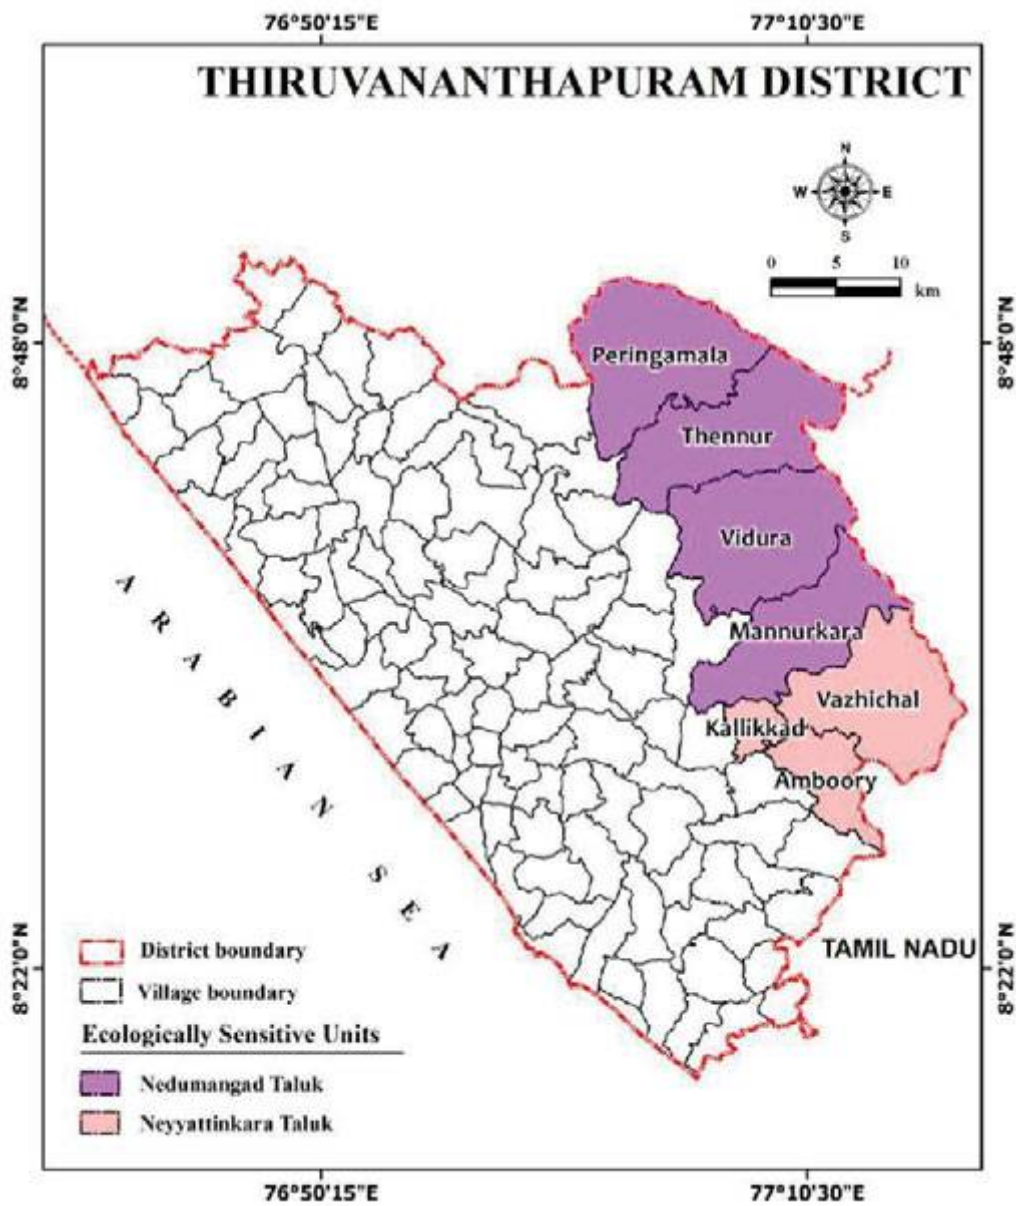 76°50'15"E 77°10'30"E
THIRUVANANTHAPURAM DISTRICT
N
W E
S
0 5 10
km
8°48'0"N 8°48'0"N
Peringamala
Thennur
Vidura
Mannurkara
Vazhichal
Kallikkad
Amboory
ARABIAN SEA
TAMIL NADU
8°22'0"N 8°22'0"N
District boundary
Village boundary
Ecologically Sensitive Units
Nedumangad Taluk
Neyyattinkara Taluk
76°50'15"E 77°10'30"E